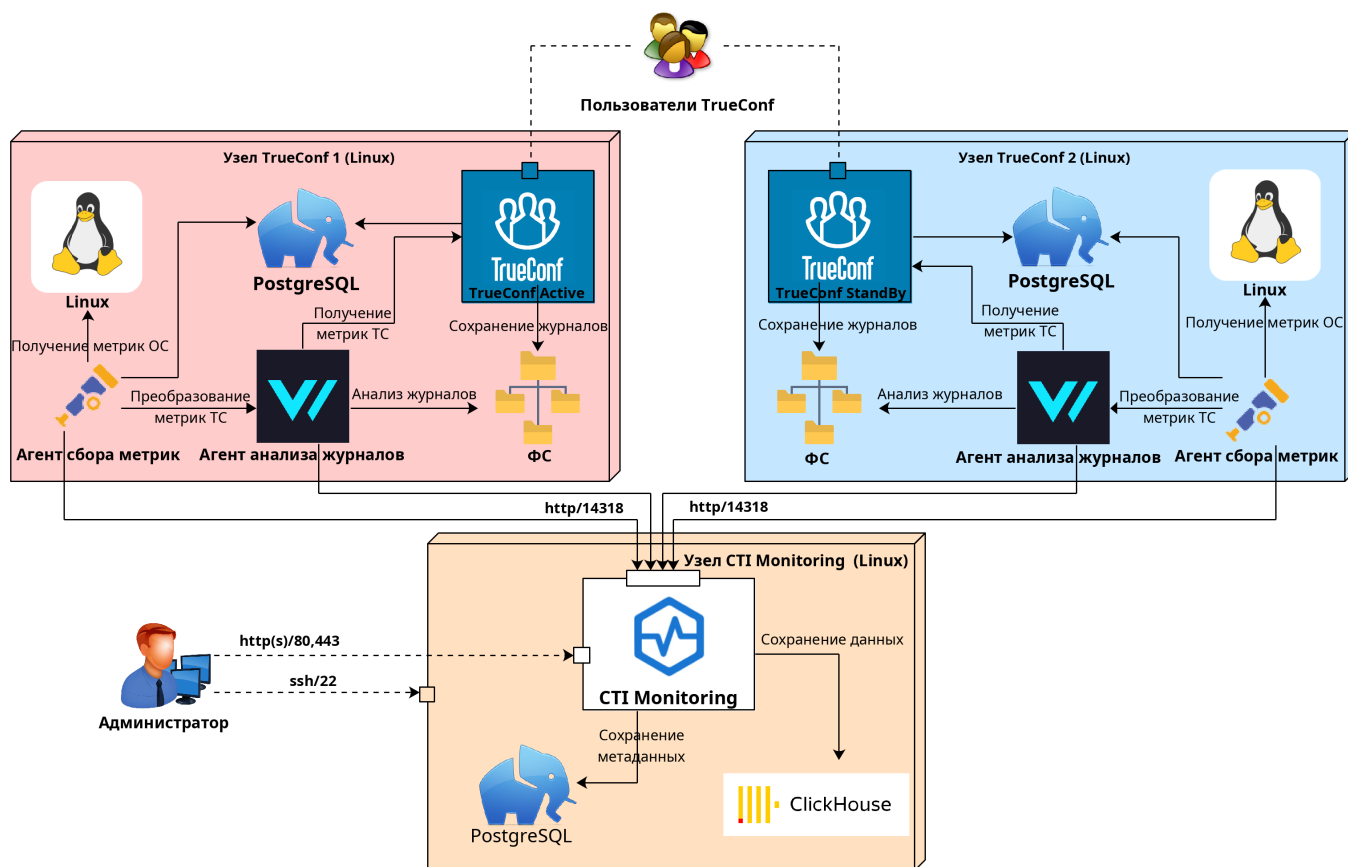 Пользователи TrueConf
Узел TrueConf 1 (Linux)
Linux
PostgreSQL
TrueConf
TrueConf Active
Получение
метрик ТС
Сохранение журналов
Получение метрик ОС
Преобразование
метрик ТС
Анализ журналов
Агент сбора метрик
Агент анализа журналов
ФС
Узел TrueConf 2 (Linux)
TrueConf
TrueConf StandBy
PostgreSQL
Linux
Сохранение журналов
Получение
метрик ТС
Получение метрик ОС
Анализ журналов
Преобразование
метрик ТС
ФС
Агент анализа журналов
Агент сбора метрик
http/14318
http/14318
Узел CTI Monitoring (Linux)
http(s)/80,443
ssh/22
Администратор
CTI Monitoring
Сохранение данных
Сохранение
метаданных
PostgreSQL
ClickHouse